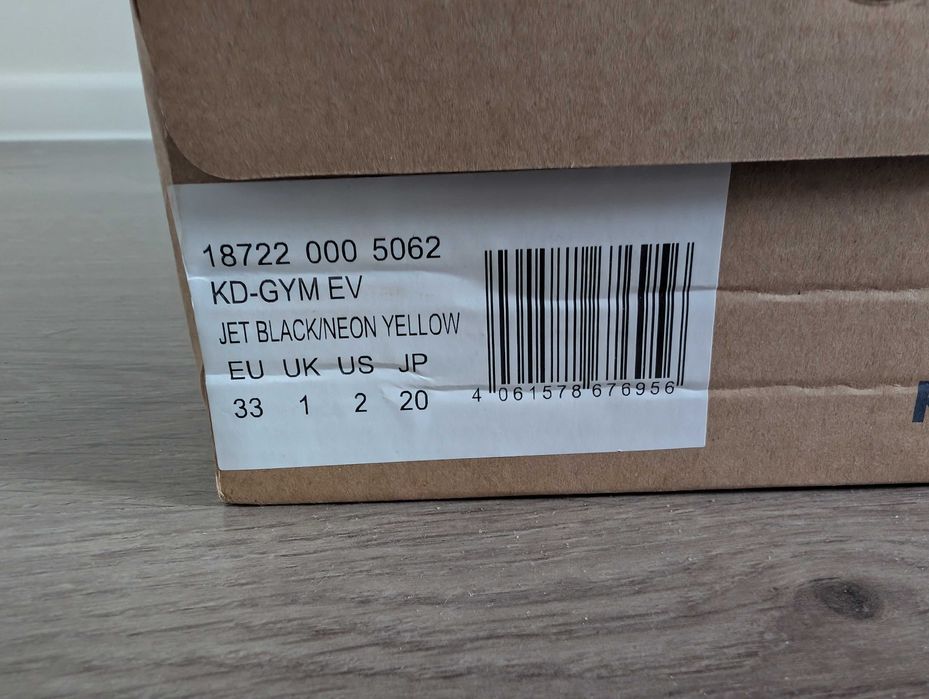 18722 000 5062
KD-GYM EV
JET BLACK/NEON YELLOW
EU UK US JP
33 1 2 20
4 061578 676956